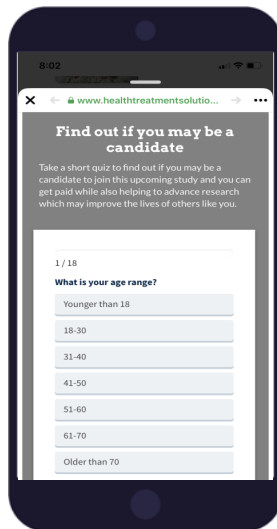 8:02
www.healthtreatmentsolutio...
Find out if you may be a
candidate
Take a short quiz to find out if you may be a
candidate to join this upcoming study and you can
get paid while also helping to advance research
which may improve the lives of others like you.
1 / 18
What is your age range?
Younger than 18
18-30
31-40
41-50
51-60
61-70
Older than 70